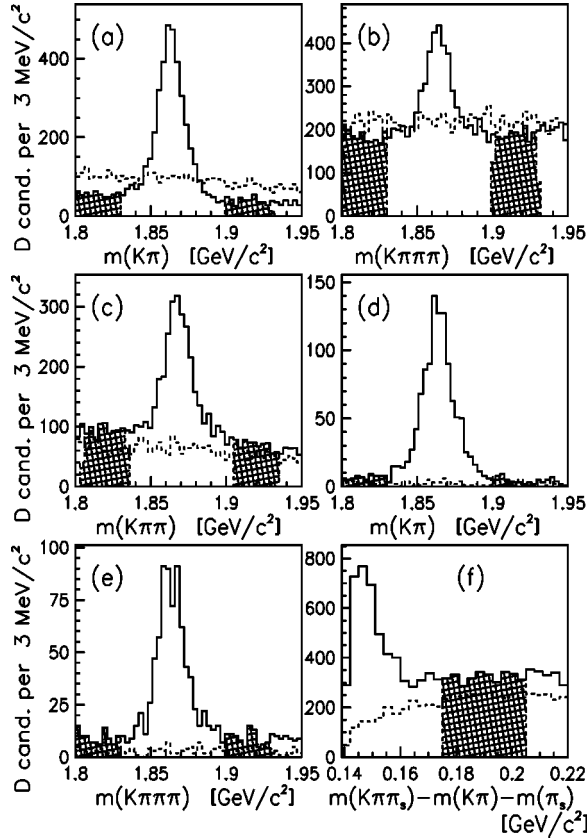 (a) (b)
D cand. per 3 MeV/c²
400
200
0
400
300
200
100
0
1.8 1.85 1.9 1.95
m(Kπ) [GeV/c²]
1.8 1.85 1.9 1.95
m(Kπππ) [GeV/c²]
(c) (d)
D cand. per 3 MeV/c²
300
200
100
0
150
100
50
0
1.8 1.85 1.9 1.95
m(Kππ) [GeV/c²]
1.8 1.85 1.9 1.95
m(Kπ) [GeV/c²]
(e) (f)
D cand. per 3 MeV/c²
100
75
50
25
0
800
600
400
200
0
1.8 1.85 1.9 1.95
m(Kπππ) [GeV/c²]
0.14 0.16 0.18 0.2 0.22
m(Kππₛ)−m(Kπ)−m(πₛ)
[GeV/c²]